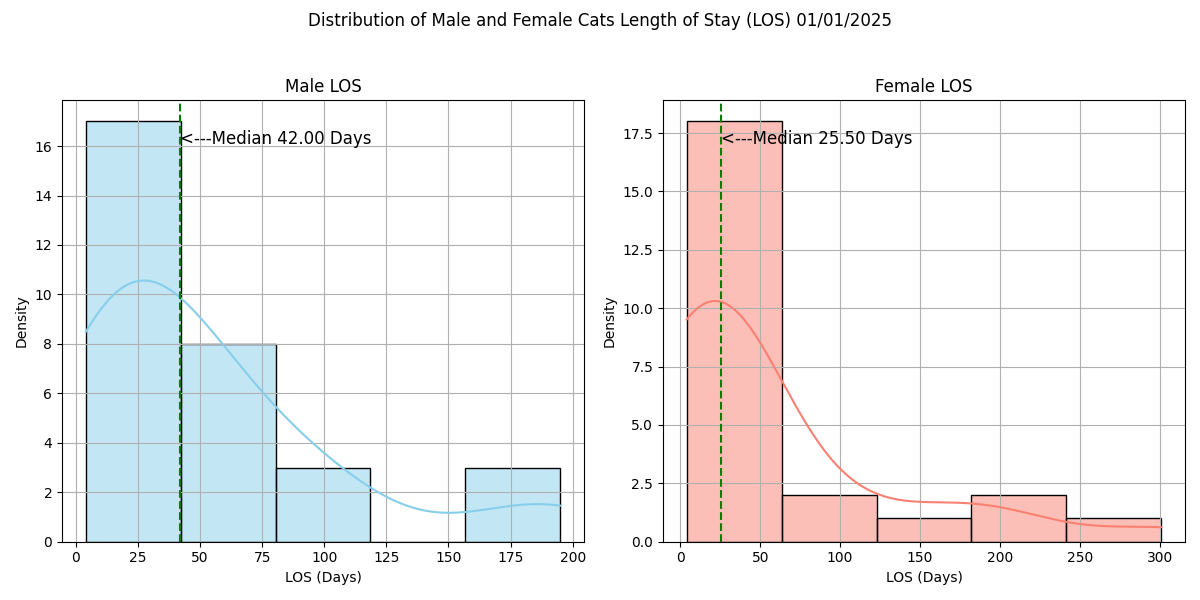 Distribution of Male and Female Cats Length of Stay (LOS) 01/01/2025
Male LOS
<---Median 42.00 Days
Density
16
14
12
10
8
6
4
2
0
0 25 50 75 100 125 150 175 200
LOS (Days)
Female LOS
<---Median 25.50 Days
Density
17.5
15.0
12.5
10.0
7.5
5.0
2.5
0.0
0 50 100 150 200 250 300
LOS (Days)